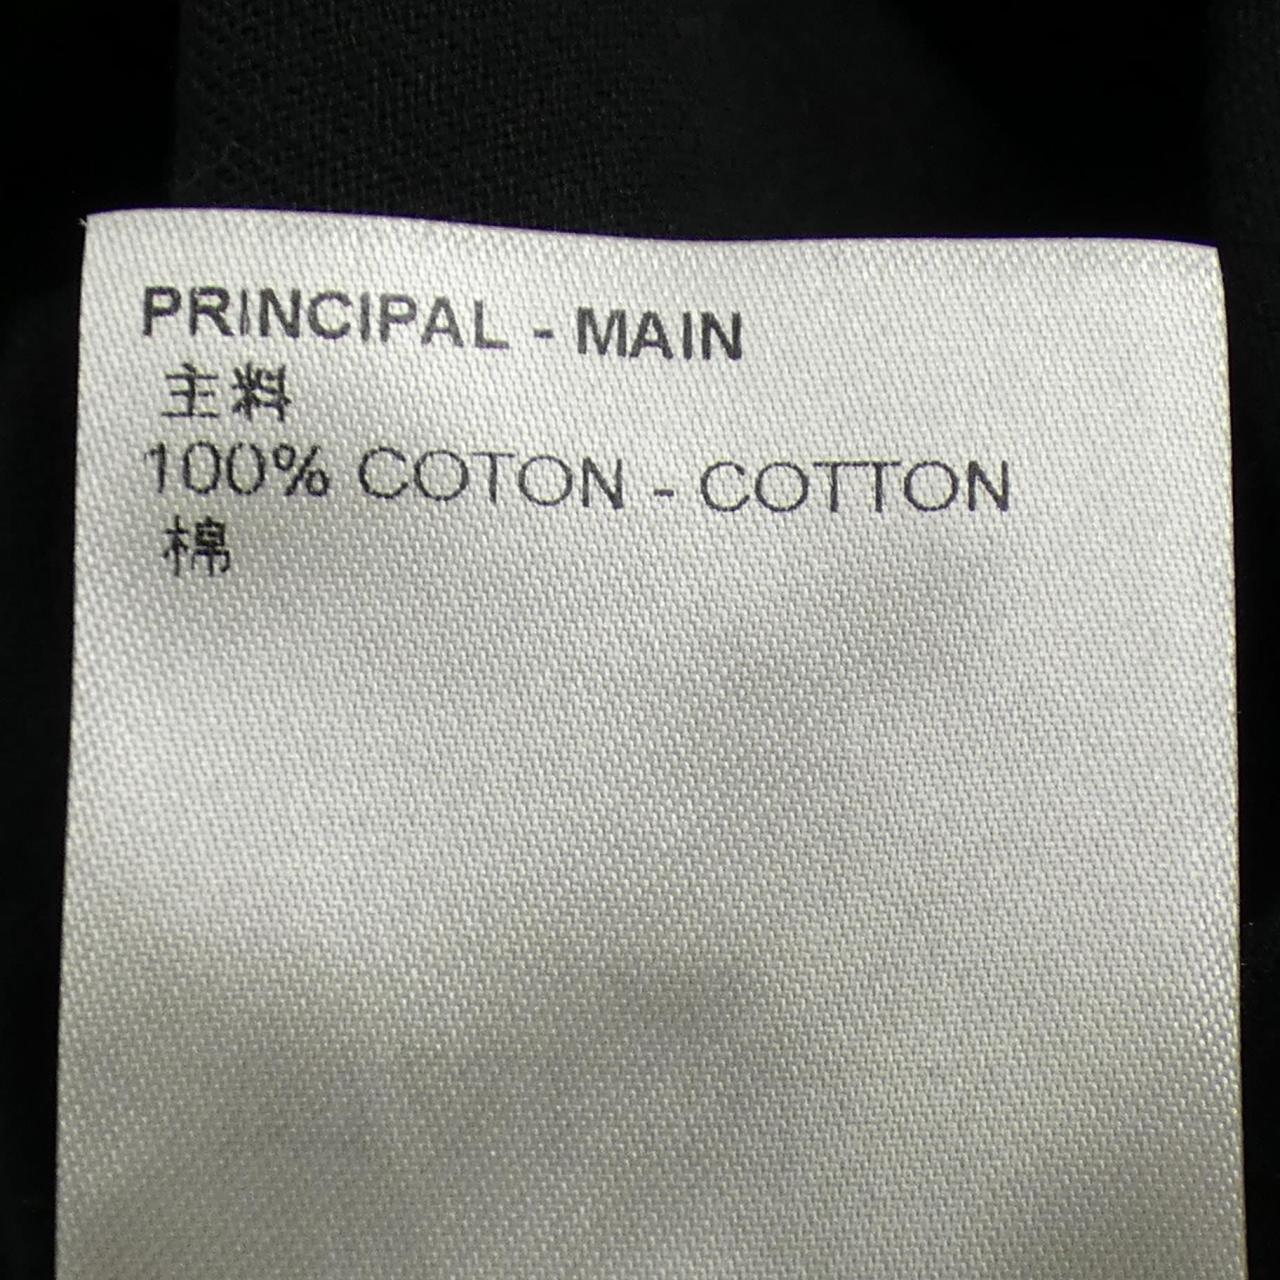 PRINCIPAL - MAIN
主料
100% COTON - COTTON
棉